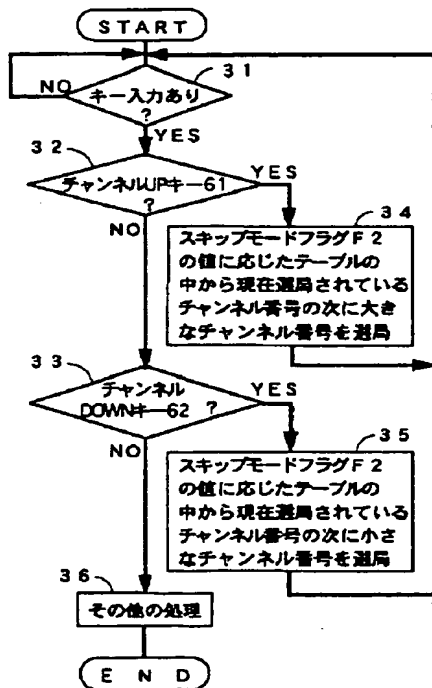 START
31
NO
キー入力あり
?
32
YES
YES
チャンネルUPキー61
?
34
NO
スキップモードフラグF2
の値に応じたテーブルの
中から現在選局されている
チャンネル番号の次に大き
なチャンネル番号を選局
33
チャンネル
YES
DOWNキー62 ?
35
NO
スキップモードフラグF2
の値に応じたテーブルの
中から現在選局されている
チャンネル番号の次に小さ
なチャンネル番号を選局
36
その他の処理
END